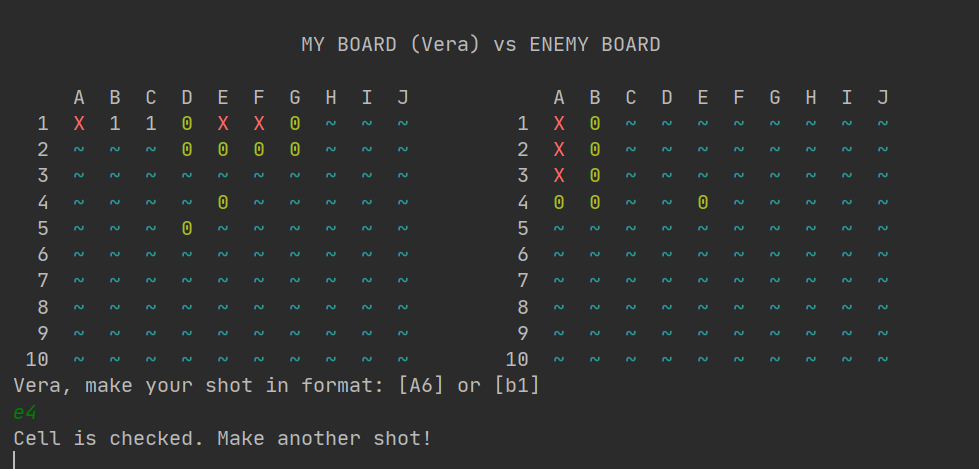 MY BOARD (Vera) vs ENEMY BOARD
A B C D E F G H I J A B C D E F G H I J
1 X 1 1 0 X X 0 ~ ~ ~ 1 X 0 ~ ~ ~ ~ ~ ~ ~ ~
2 ~ ~ ~ 0 0 0 0 ~ ~ ~ 2 X 0 ~ ~ ~ ~ ~ ~ ~ ~
3 ~ ~ ~ ~ ~ ~ ~ ~ ~ ~ 3 X 0 ~ ~ ~ ~ ~ ~ ~ ~
4 ~ ~ ~ ~ 0 ~ ~ ~ ~ ~ 4 0 0 ~ ~ 0 ~ ~ ~ ~ ~
5 ~ ~ ~ 0 ~ ~ ~ ~ ~ ~ 5 ~ ~ ~ ~ ~ ~ ~ ~ ~ ~
6 ~ ~ ~ ~ ~ ~ ~ ~ ~ ~ 6 ~ ~ ~ ~ ~ ~ ~ ~ ~ ~
7 ~ ~ ~ ~ ~ ~ ~ ~ ~ ~ 7 ~ ~ ~ ~ ~ ~ ~ ~ ~ ~
8 ~ ~ ~ ~ ~ ~ ~ ~ ~ ~ 8 ~ ~ ~ ~ ~ ~ ~ ~ ~ ~
9 ~ ~ ~ ~ ~ ~ ~ ~ ~ ~ 9 ~ ~ ~ ~ ~ ~ ~ ~ ~ ~
10 ~ ~ ~ ~ ~ ~ ~ ~ ~ ~ 10 ~ ~ ~ ~ ~ ~ ~ ~ ~ ~
Vera, make your shot in format: [A6] or [b1]
e4
Cell is checked. Make another shot!